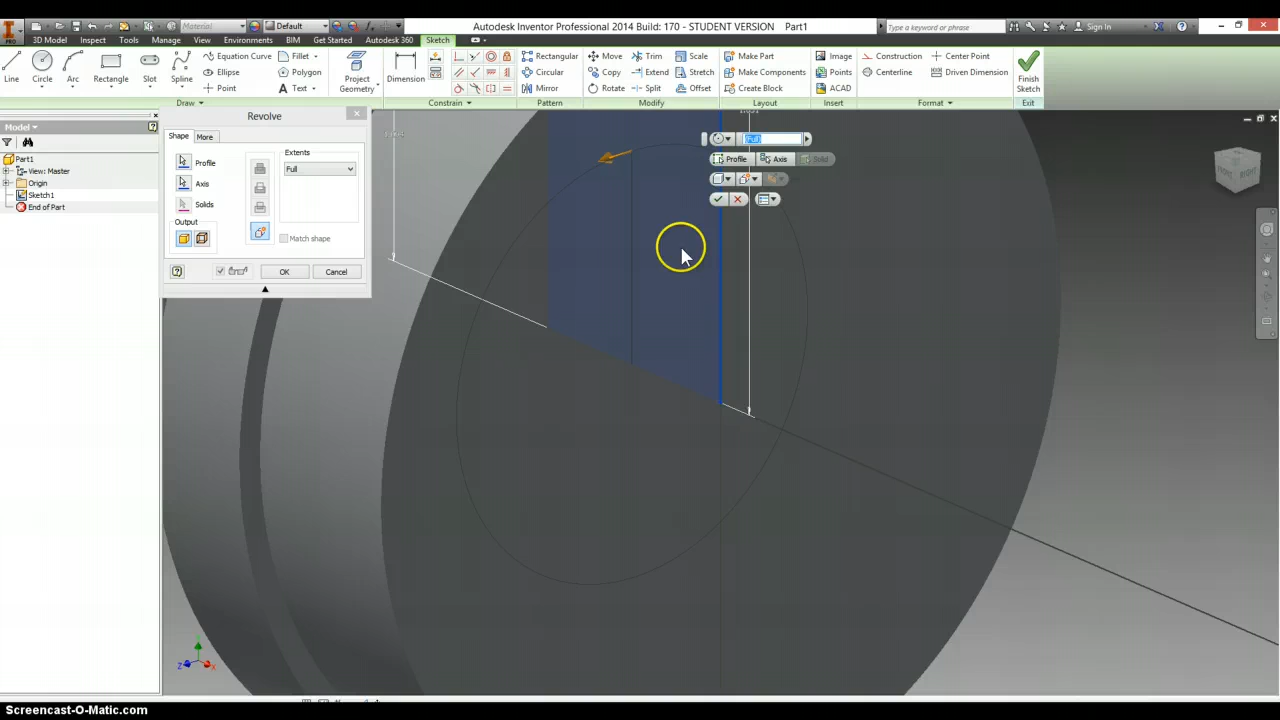 Autodesk Inventor Professional 2014 Build: 170 - STUDENT VERSION Part1
Material Default Type a keyword or phrase Sign In
PRO
3D Model Inspect Tools Manage View Environments BIM Get Started Autodesk 360 Sketch
Line Circle Arc Rectangle Slot Spline
Equation Curve Fillet
Ellipse Polygon
Point Text
Project Geometry
Dimension
Rectangular
Circular
Mirror
Move Trim Scale
Copy Extend Stretch
Rotate Split Offset
Make Part
Make Components
Create Block
Image
Points
ACAD
Construction Center Point
Centerline Driven Dimension
Finish Sketch
Draw Constrain Pattern Modify Layout Insert Format Exit
Model
Part1
View: Master
Origin
Sketch1
End of Part
Revolve
Shape More
Profile
Axis
Solids
Output
Extents
Full
Match shape
OK Cancel
Full
Profile Axis Solid
FRONT RIGHT
Z X
Screencast-O-Matic.com